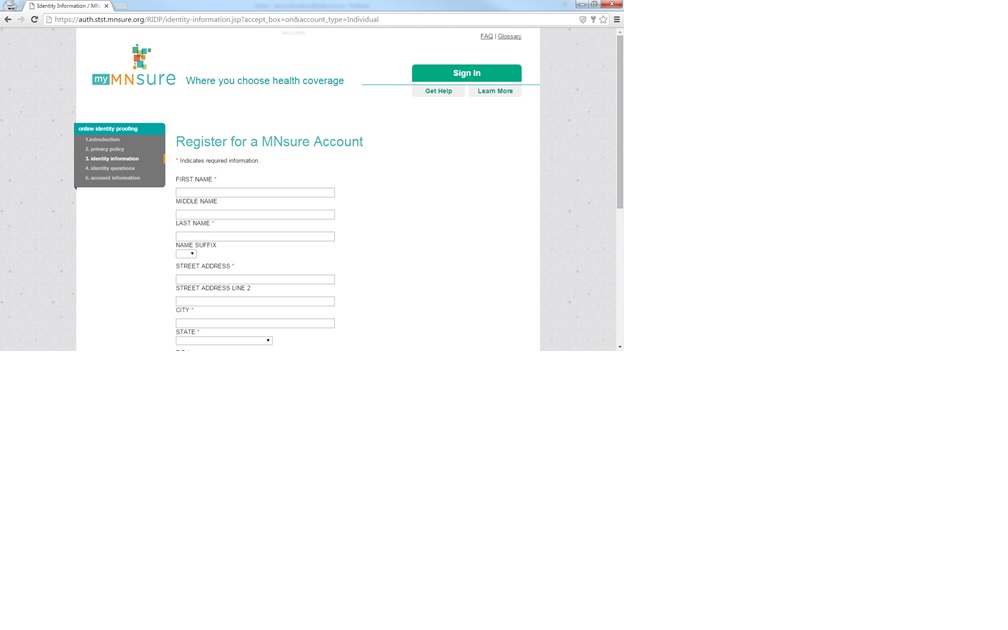 Identity Information / MN
https://auth.stst.mnsure.org/RIDP/identity-information.jsp?accept_box=on&account_type=Individual
FAQ | Glossary
my MNsure
Where you choose health coverage
Sign In
Get Help
Learn More
online identity proofing
1.introduction
2. privacy policy
3. identity information
4. identity questions
5. account information
Register for a MNsure Account
* Indicates required information.
FIRST NAME *
MIDDLE NAME
LAST NAME *
NAME SUFFIX
STREET ADDRESS *
STREET ADDRESS LINE 2
CITY *
STATE *